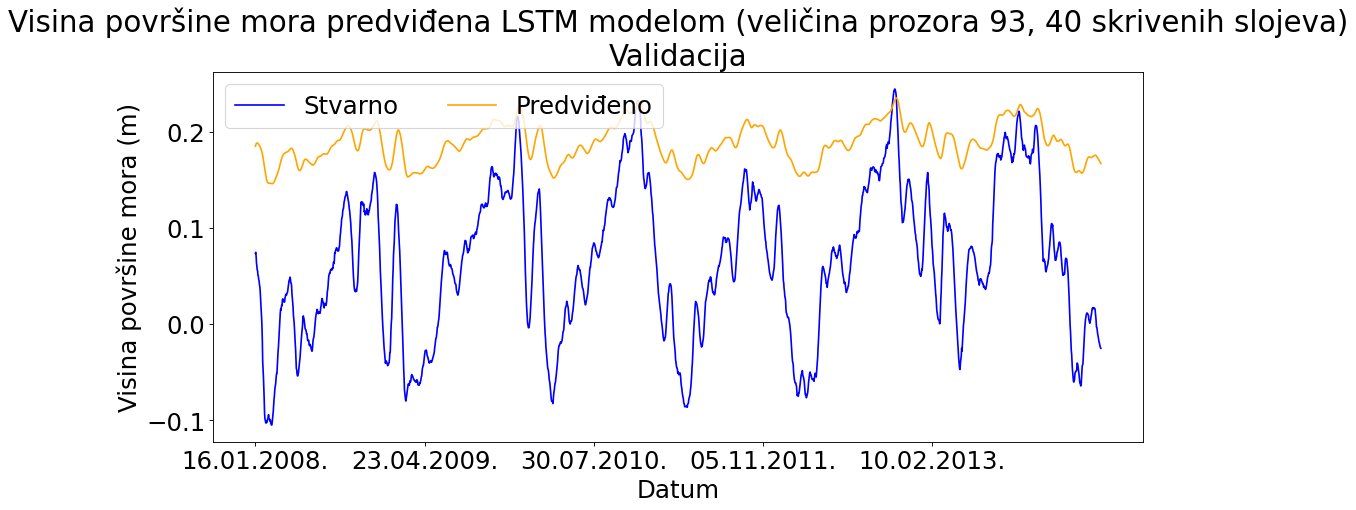 Visina površine mora predviđena LSTM modelom (veličina prozora 93, 40 skrivenih slojeva)
Validacija
Stvarno Predviđeno
Visina površine mora (m)
0.2
0.1
0.0
−0.1
16.01.2008. 23.04.2009. 30.07.2010. 05.11.2011. 10.02.2013.
Datum